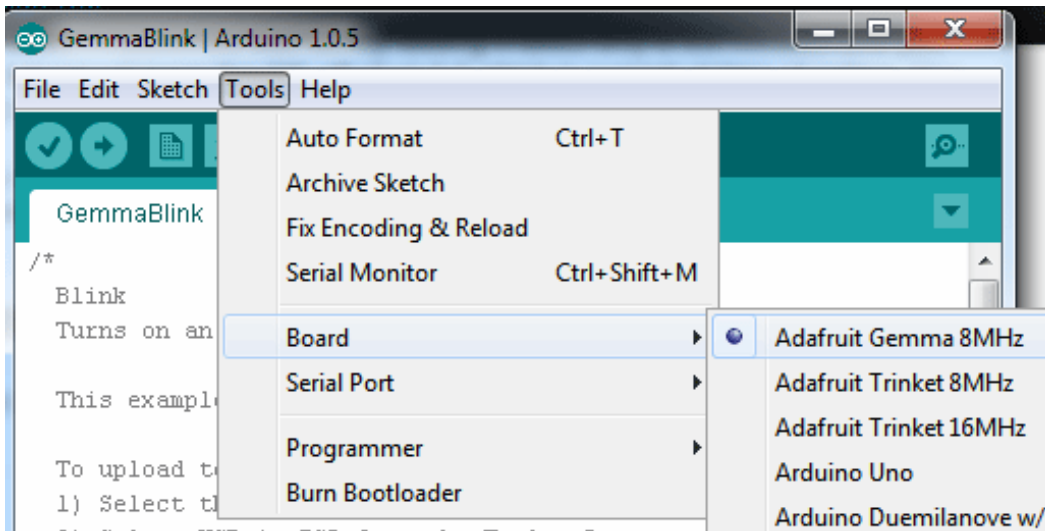 GemmaBlink | Arduino 1.0.5
File Edit Sketch Tools Help
Auto Format Ctrl+T
Archive Sketch
GemmaBlink
Fix Encoding & Reload
/*
Serial Monitor Ctrl+Shift+M
Blink
Turns on an
Board
Adafruit Gemma 8MHz
Serial Port
Adafruit Trinket 8MHz
This
Adafruit Trinket 16MHz
Programmer
To upload
Arduino Uno
1) Select
Burn Bootloader
Arduino Duemilanove w/